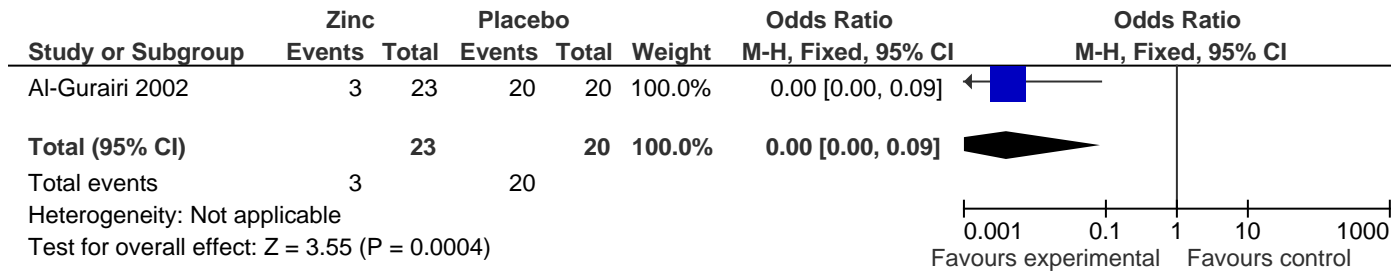 Zinc Placebo Odds Ratio Odds Ratio
Study or Subgroup Events Total Events Total Weight M-H, Fixed, 95% CI M-H, Fixed, 95% CI
Al-Gurairi 2002 3 23 20 20 100.0% 0.00 [0.00, 0.09]
Total (95% CI) 23 20 100.0% 0.00 [0.00, 0.09]
Total events 3 20
Heterogeneity: Not applicable
Test for overall effect: Z = 3.55 (P = 0.0004)
0.001 0.1 1 10 1000
Favours experimental Favours control